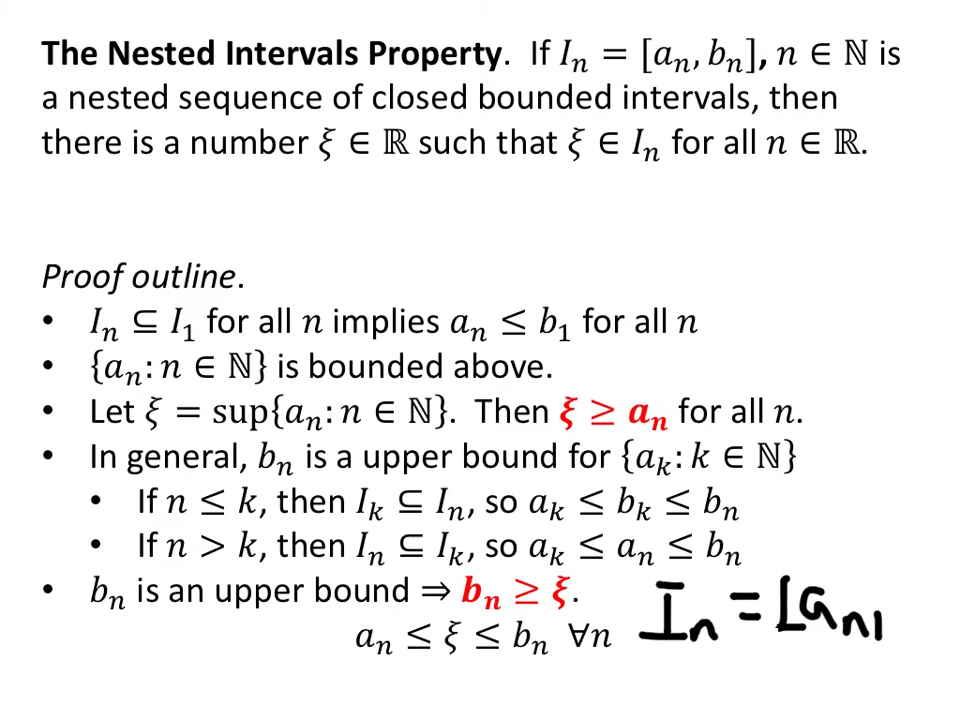 The Nested Intervals Property. If Iₙ = [aₙ, bₙ], n ∈ ℕ is
a nested sequence of closed bounded intervals, then
there is a number ξ ∈ ℝ such that ξ ∈ Iₙ for all n ∈ ℝ.
Proof outline.
• Iₙ ⊆ I₁ for all n implies aₙ ≤ b₁ for all n
• {aₙ: n ∈ ℕ} is bounded above.
• Let ξ = sup{aₙ: n ∈ ℕ}. Then ξ ≥ aₙ for all n.
• In general, bₙ is a upper bound for {aₖ: k ∈ ℕ}
• If n ≤ k, then Iₖ ⊆ Iₙ, so aₖ ≤ bₖ ≤ bₙ
• If n > k, then Iₙ ⊆ Iₖ, so aₖ ≤ aₙ ≤ bₙ
• bₙ is an upper bound ⇒ bₙ ≥ ξ.
aₙ ≤ ξ ≤ bₙ ∀n
Iₙ = [aₙ,